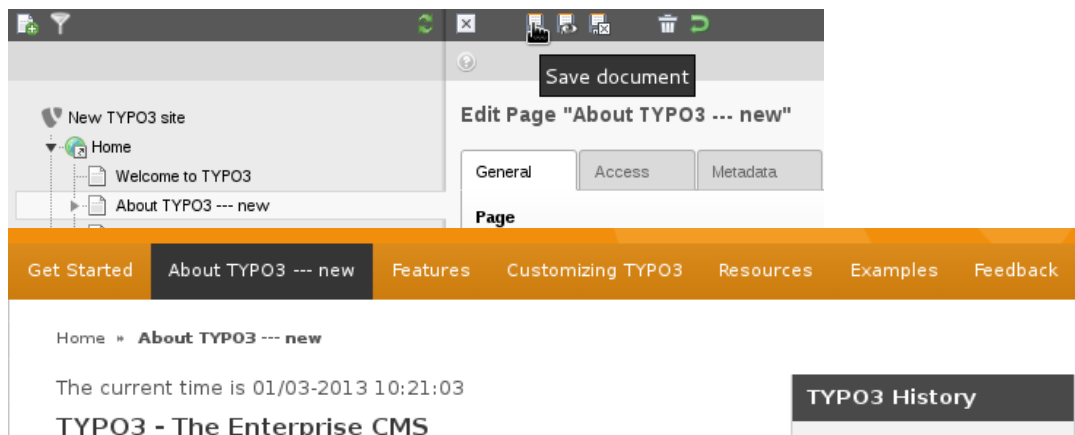 Save document
New TYPO3 site
Edit Page "About TYPO3 --- new"
Home
Welcome to TYPO3
General Access Metadata
About TYPO3 --- new
Page
Get Started About TYPO3 --- new Features Customizing TYPO3 Resources Examples Feedback
Home » About TYPO3 --- new
The current time is 01/03-2013 10:21:03
TYPO3 History
TYPO3 - The Enterprise CMS